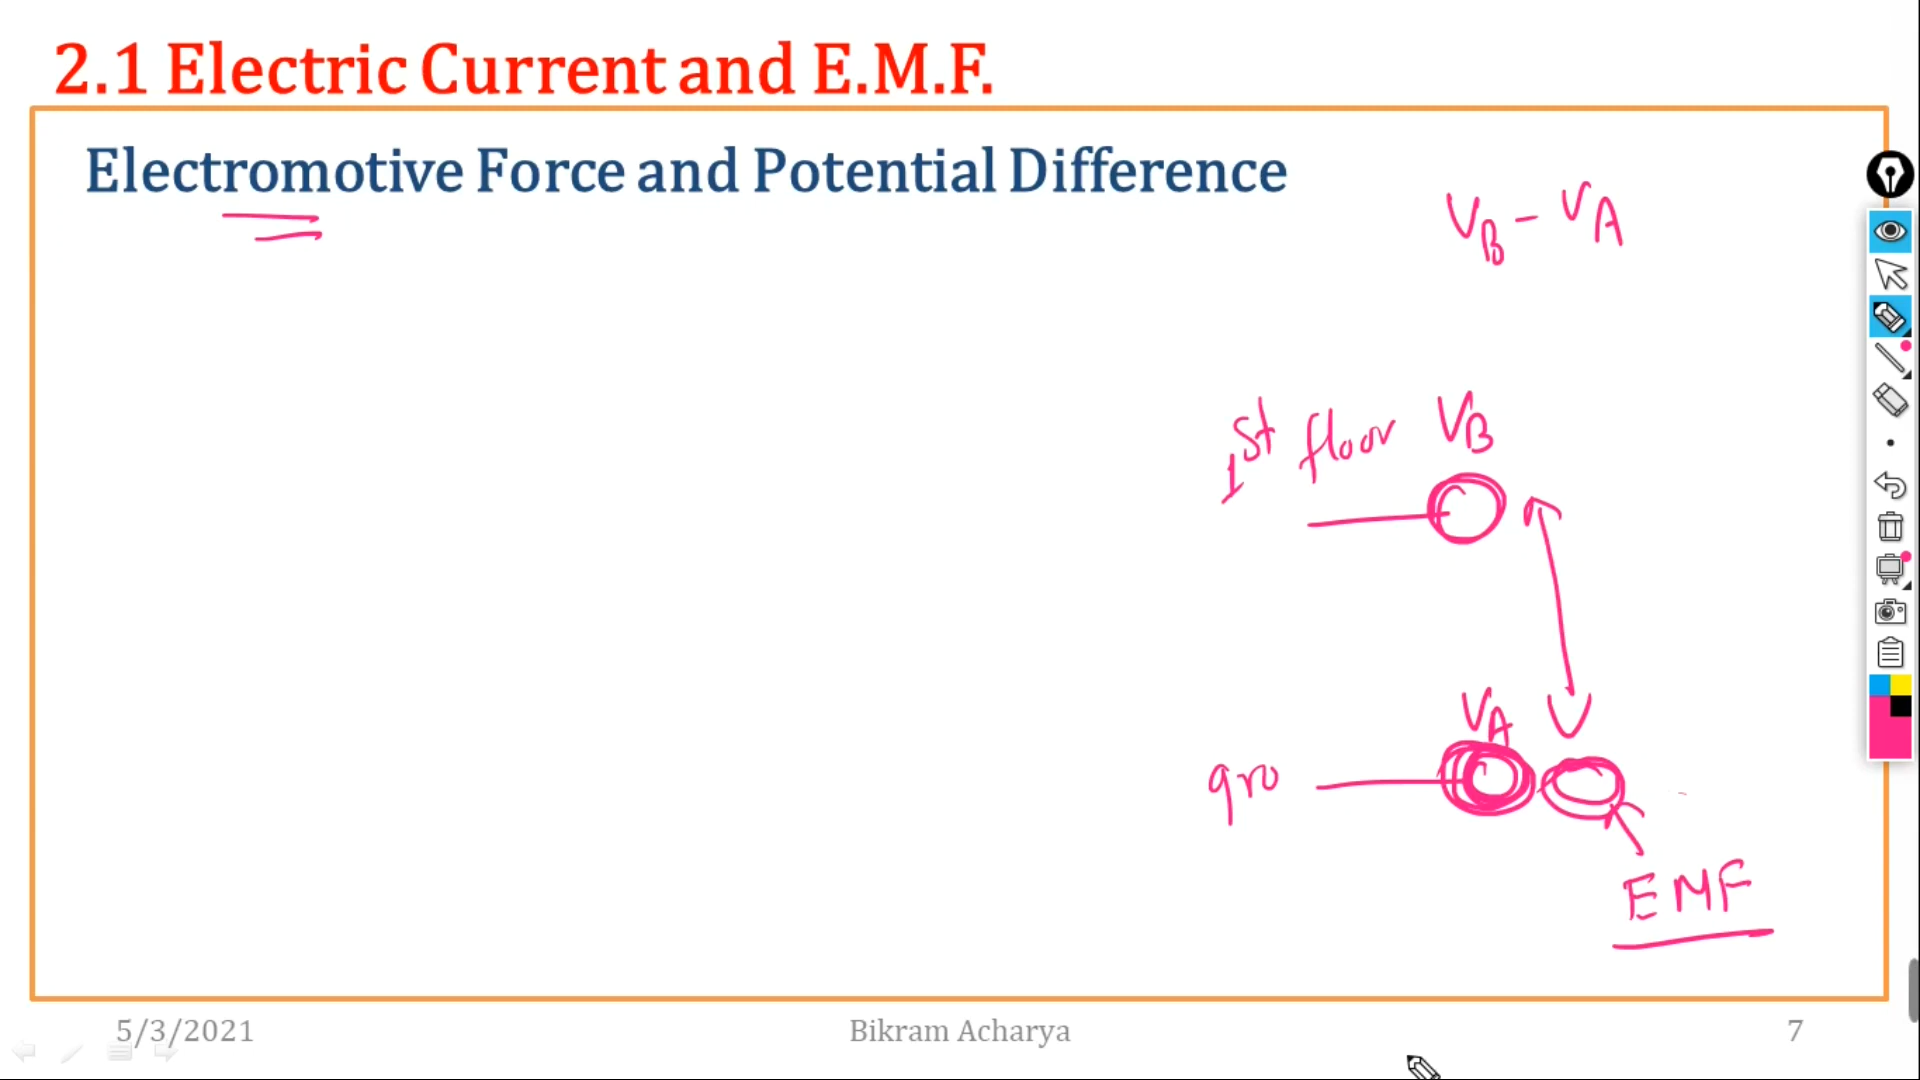 2.1 Electric Current and E.M.F.
Electromotive Force and Potential Difference
VB - VA
1st floor VB
VA
gro
EMF
5/3/2021 Bikram Acharya 7